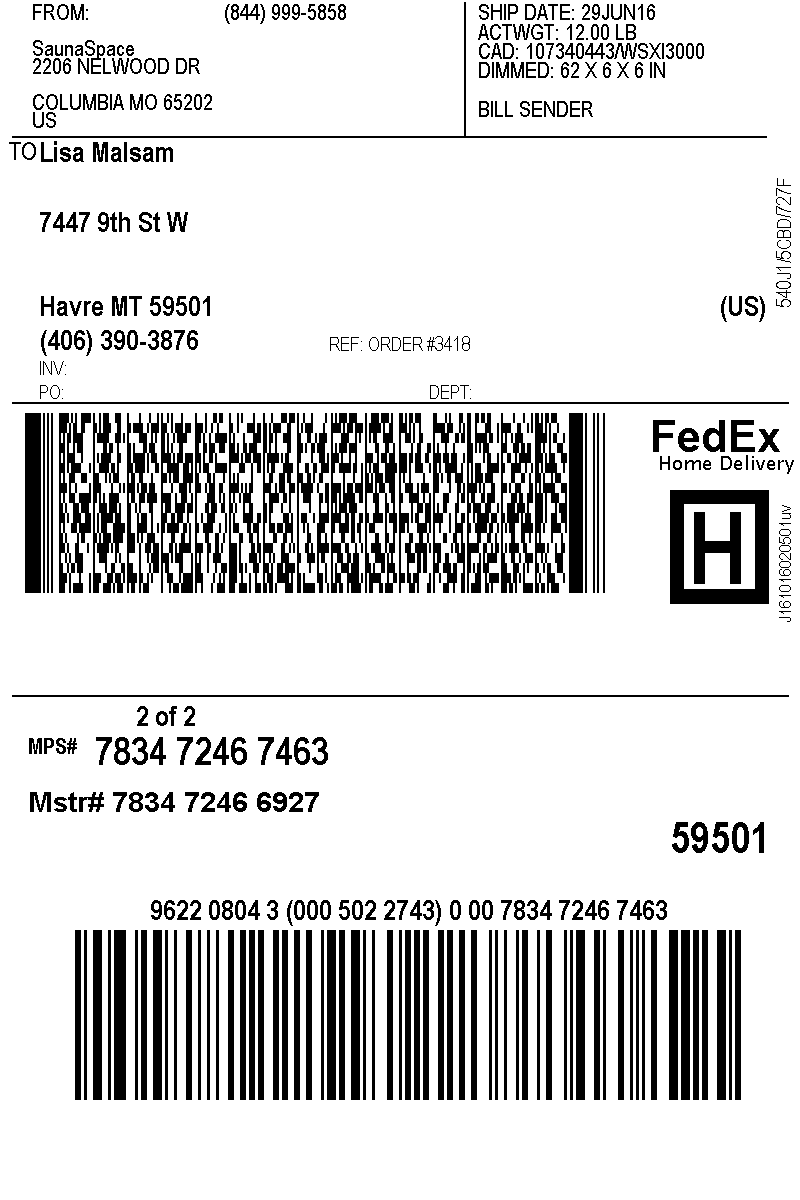 FROM: (844) 999-5858
SaunaSpace
2206 NELWOOD DR
COLUMBIA MO 65202
US
SHIP DATE: 29JUN16
ACTWGT: 12.00 LB
CAD: 107340443/WSXI3000
DIMMED: 62 X 6 X 6 IN
BILL SENDER
TO Lisa Malsam
7447 9th St W
Havre MT 59501 (US)
(406) 390-3876 REF: ORDER #3418
INV:
PO: DEPT:
540J1/5CBD/727F
FedEx
Home Delivery
H
J161016020501uv
2 of 2
MPS# 7834 7246 7463
Mstr# 7834 7246 6927
59501
9622 0804 3 (000 502 2743) 0 00 7834 7246 7463